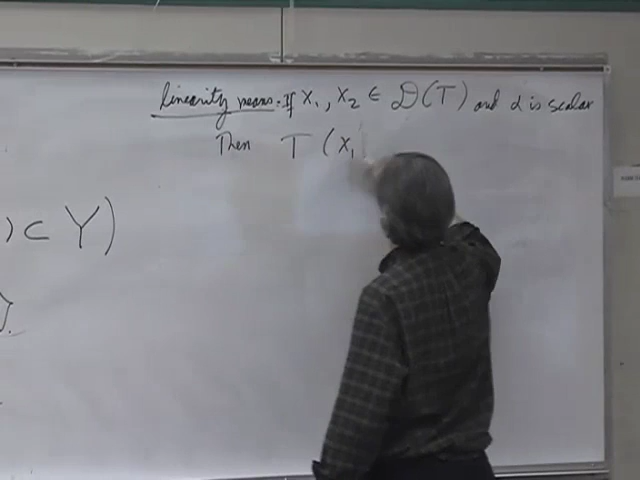 linearity means: If x₁, x₂ ∈ D(T) and α is scalar
Then T (x₁
) ⊂ Y)